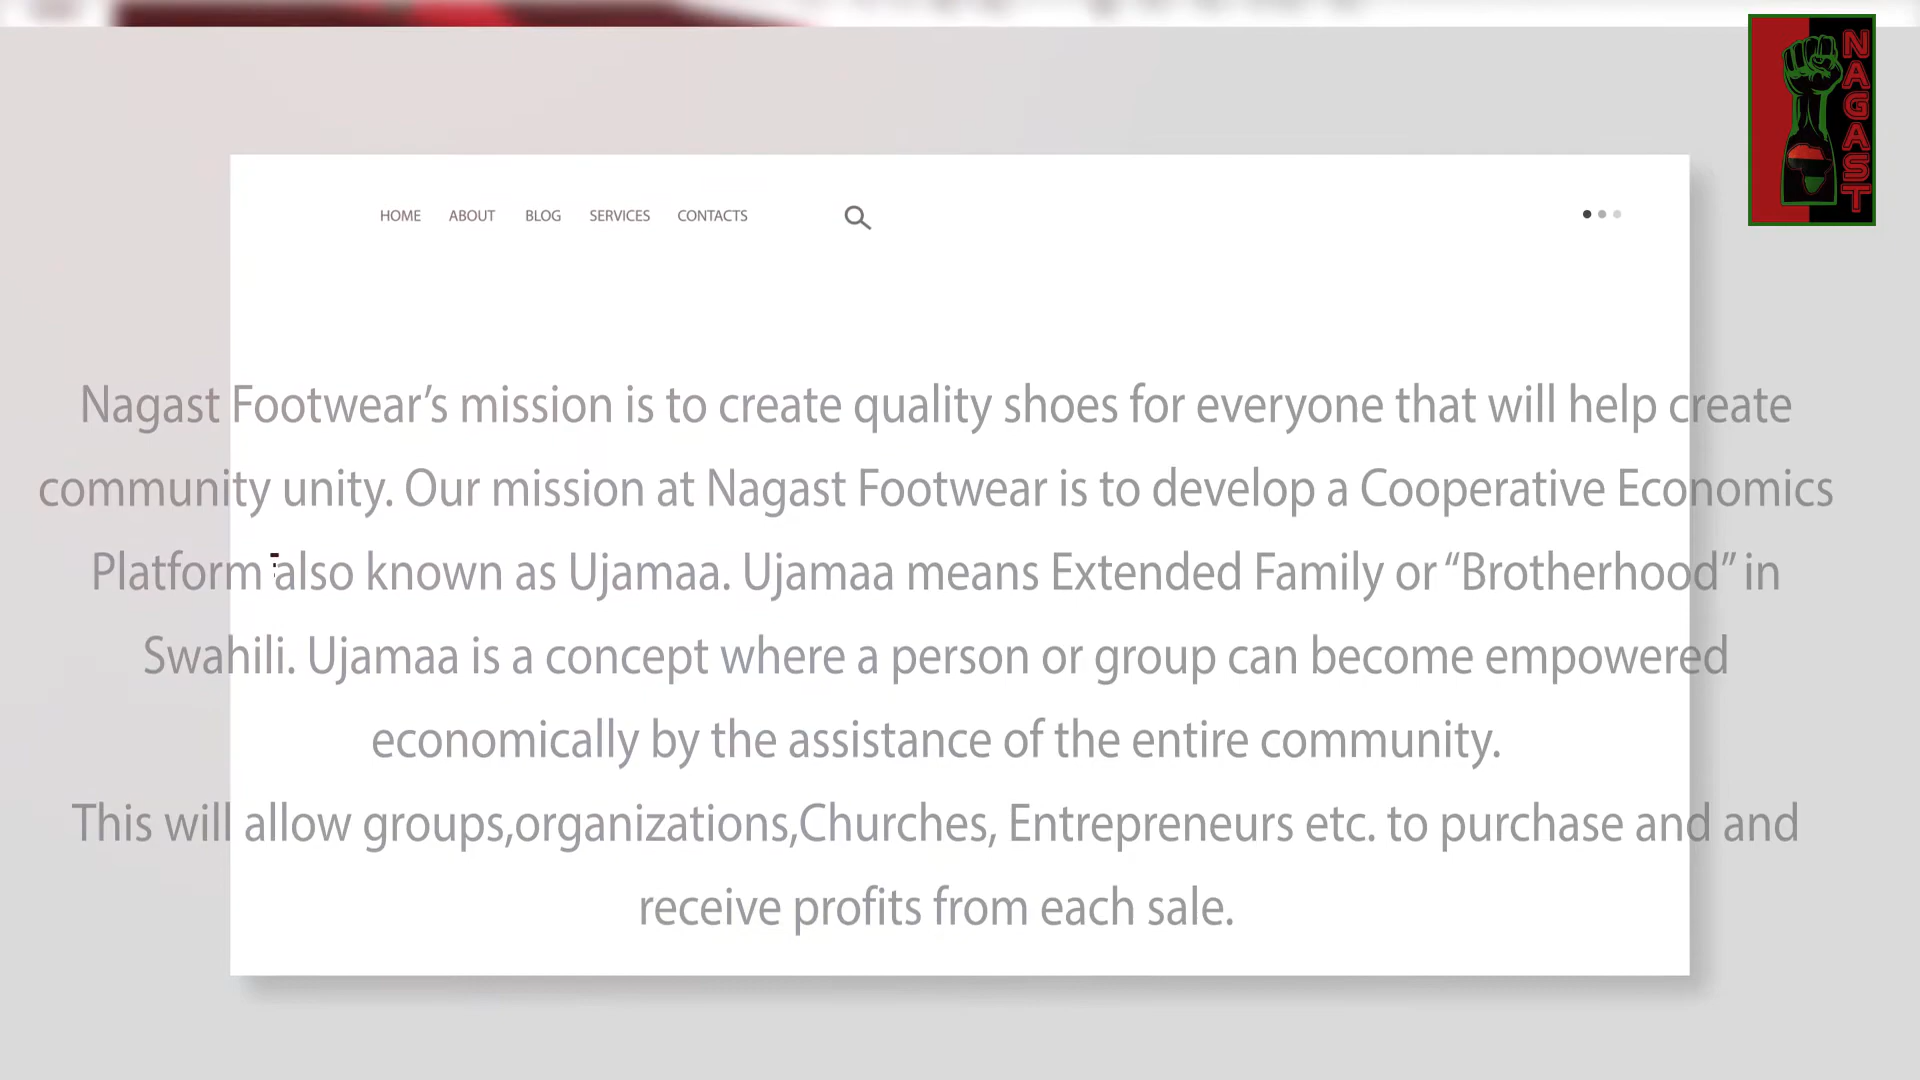 NAGAST
HOME ABOUT BLOG SERVICES CONTACTS
Nagast Footwear’s mission is to create quality shoes for everyone that will help create
community unity. Our mission at Nagast Footwear is to develop a Cooperative Economics
Platform also known as Ujamaa. Ujamaa means Extended Family or “Brotherhood” in
Swahili. Ujamaa is a concept where a person or group can become empowered
economically by the assistance of the entire community.
This will allow groups,organizations,Churches, Entrepreneurs etc. to purchase and and
receive profits from each sale.